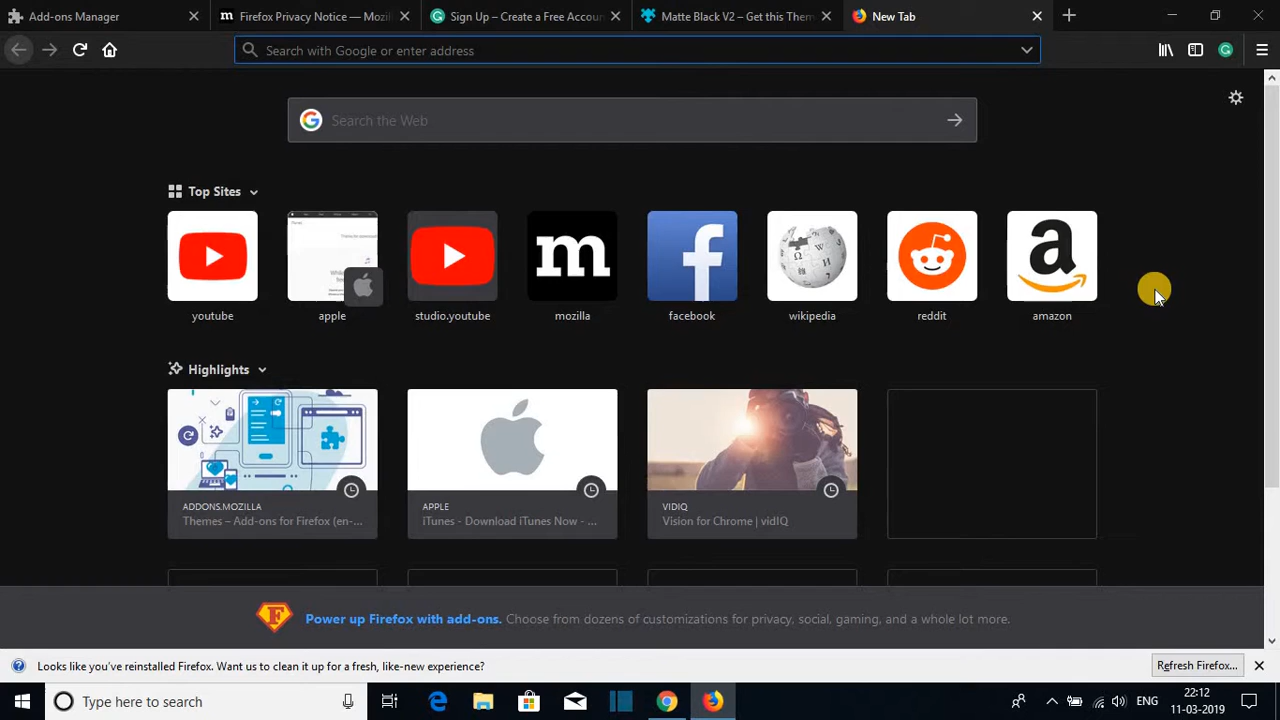 Add-ons Manager
Firefox Privacy Notice — Mozil
Sign Up – Create a Free Accoun
Matte Black V2 – Get this Them
New Tab
Search with Google or enter address
Search the Web
Top Sites
youtube
apple
studio.youtube
m
mozilla
facebook
wikipedia
reddit
a
amazon
Highlights
ADDONS.MOZILLA
Themes – Add-ons for Firefox (en-...
APPLE
iTunes - Download iTunes Now - ...
VIDIQ
Vision for Chrome | vidIQ
Power up Firefox with add-ons. Choose from dozens of customizations for privacy, social, gaming, and a whole lot more.
Looks like you've reinstalled Firefox. Want us to clean it up for a fresh, like-new experience?
Refresh Firefox...
Type here to search
ENG
22:12
11-03-2019